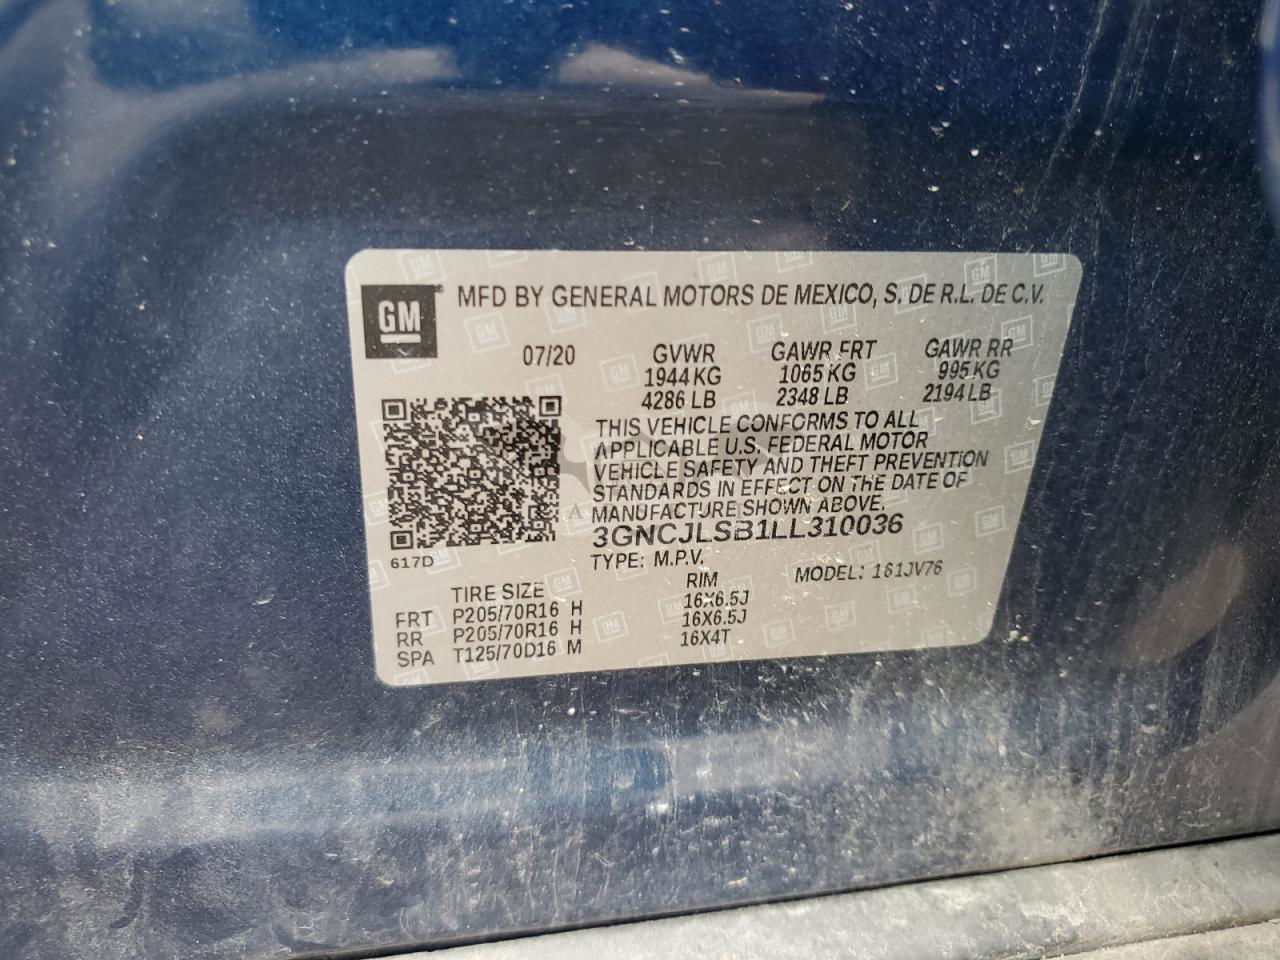 GM MFD BY GENERAL MOTORS DE MEXICO, S. DE R.L. DE C.V.
07/20 GVWR GAWR FRT GAWR RR
1944 KG 1065 KG 995 KG
4286 LB 2348 LB 2194 LB
THIS VEHICLE CONFORMS TO ALL
APPLICABLE U.S. FEDERAL MOTOR
VEHICLE SAFETY AND THEFT PREVENTION
STANDARDS IN EFFECT ON THE DATE OF
MANUFACTURE SHOWN ABOVE.
3GNCJLSB1LL310036
617D TYPE: M.P.V. MODEL: 161JV76
TIRE SIZE RIM
FRT P205/70R16 H 16X6.5J
RR P205/70R16 H 16X6.5J
SPA T125/70D16 M 16X4T